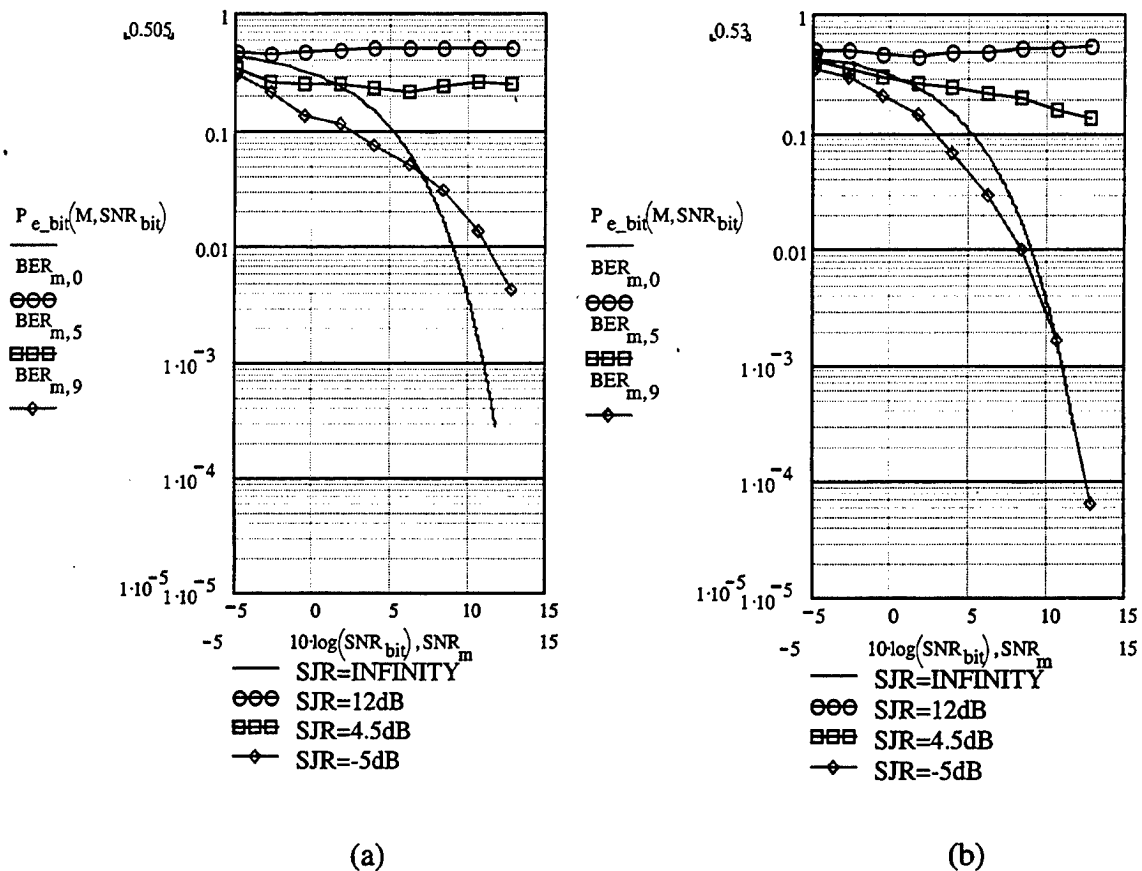 0.505
1
0.1
P e_bit(M,SNR bit)
0.01
BER m,0
BER m,5
1·10⁻³
BER m,9
1·10⁻⁴
1·10⁻⁵ 1·10⁻⁵
−5 0 5 10 15
−5 10·log(SNR bit),SNR m 15
SJR=INFINITY
SJR=12dB
SJR=4.5dB
SJR=-5dB
(a)
0.53
1
0.1
P e_bit(M,SNR bit)
0.01
BER m,0
BER m,5
1·10⁻³
BER m,9
1·10⁻⁴
1·10⁻⁵ 1·10⁻⁵
−5 0 5 10 15
−5 10·log(SNR bit),SNR m 15
SJR=INFINITY
SJR=12dB
SJR=4.5dB
SJR=-5dB
(b)